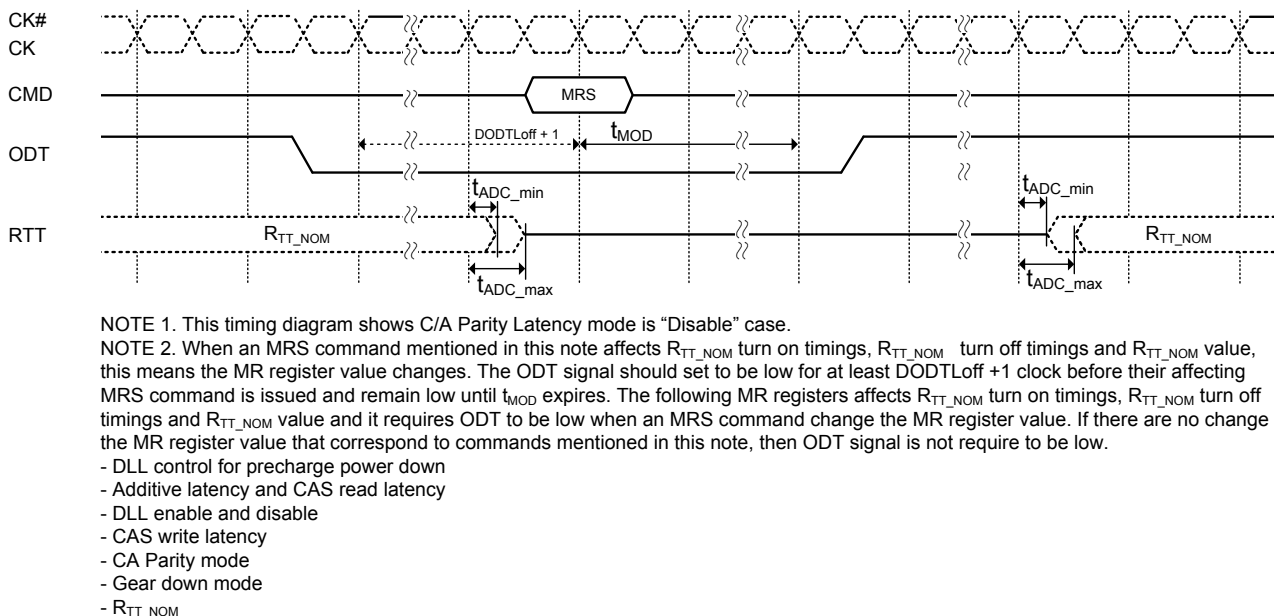 CK#
CK
CMD
MRS
ODT
DODTLoff + 1
tMOD
tADC_min
tADC_min
RTT
RTT_NOM
RTT_NOM
tADC_max
tADC_max
NOTE 1. This timing diagram shows C/A Parity Latency mode is “Disable” case.
NOTE 2. When an MRS command mentioned in this note affects RTT_NOM turn on timings, RTT_NOM turn off timings and RTT_NOM value,
this means the MR register value changes. The ODT signal should set to be low for at least DODTLoff +1 clock before their affecting
MRS command is issued and remain low until tMOD expires. The following MR registers affects RTT_NOM turn on timings, RTT_NOM turn off
timings and RTT_NOM value and it requires ODT to be low when an MRS command change the MR register value. If there are no change
the MR register value that correspond to commands mentioned in this note, then ODT signal is not require to be low.
- DLL control for precharge power down
- Additive latency and CAS read latency
- DLL enable and disable
- CAS write latency
- CA Parity mode
- Gear down mode
- RTT_NOM